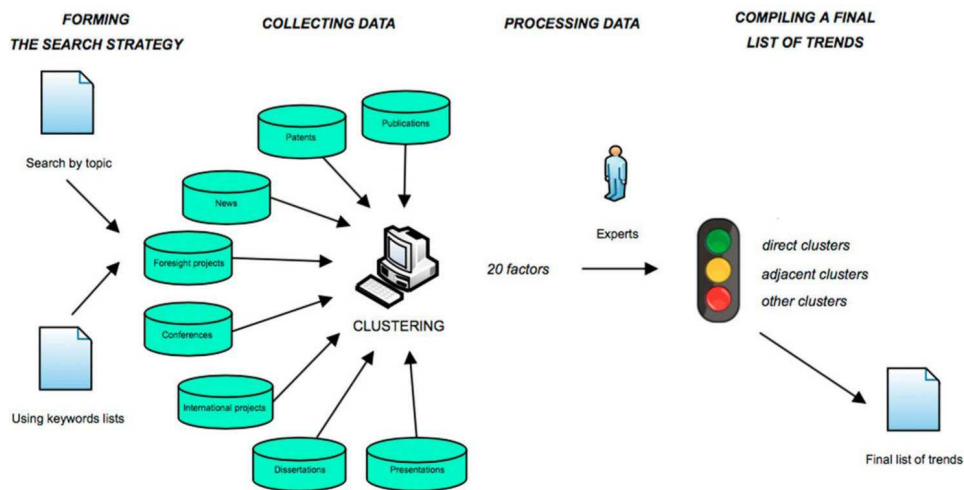 FORMING
THE SEARCH STRATEGY
COLLECTING DATA
PROCESSING DATA
COMPILING A FINAL
LIST OF TRENDS
Search by topic
Using keywords lists
Patents
Publications
News
Foresight projects
Conferences
International projects
Dissertations
Presentations
CLUSTERING
20 factors
Experts
direct clusters
adjacent clusters
other clusters
Final list of trends